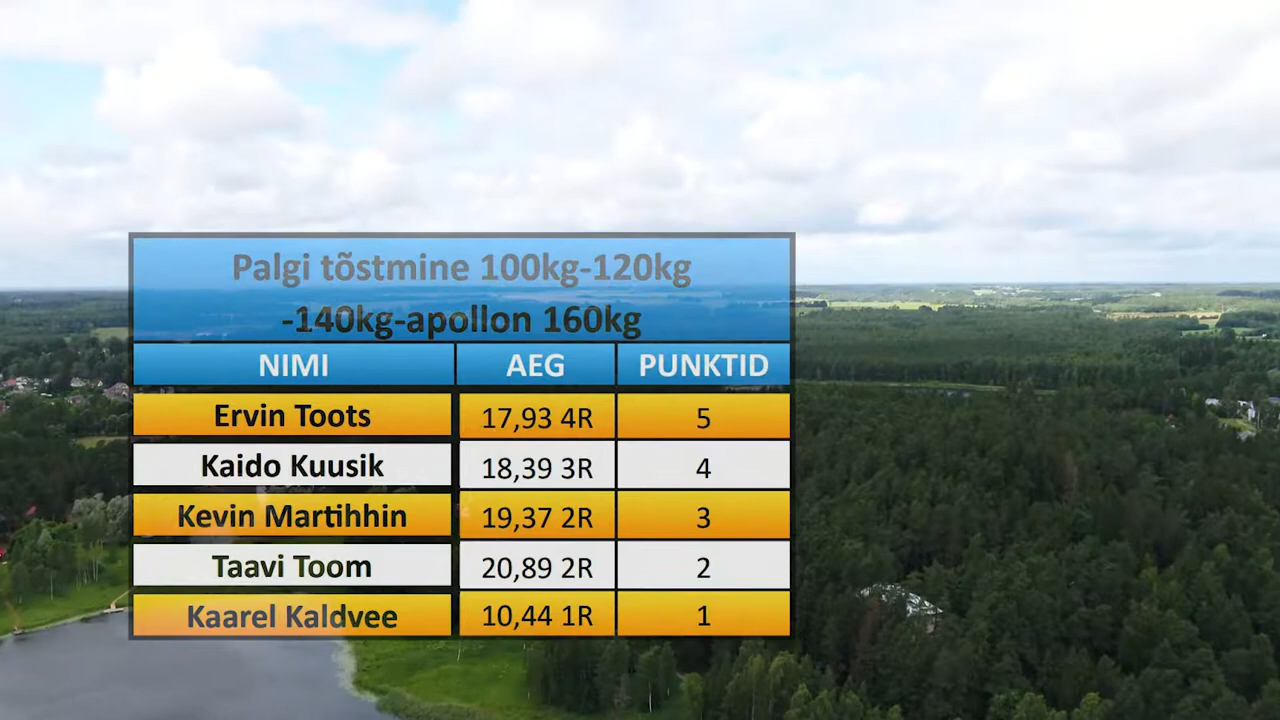 Palgi tõstmine 100kg-120kg
-140kg-apollon 160kg
NIMI AEG PUNKTID
Ervin Toots 17,93 4R 5
Kaido Kuusik 18,39 3R 4
Kevin Martihhin 19,37 2R 3
Taavi Toom 20,89 2R 2
Kaarel Kaldvee 10,44 1R 1